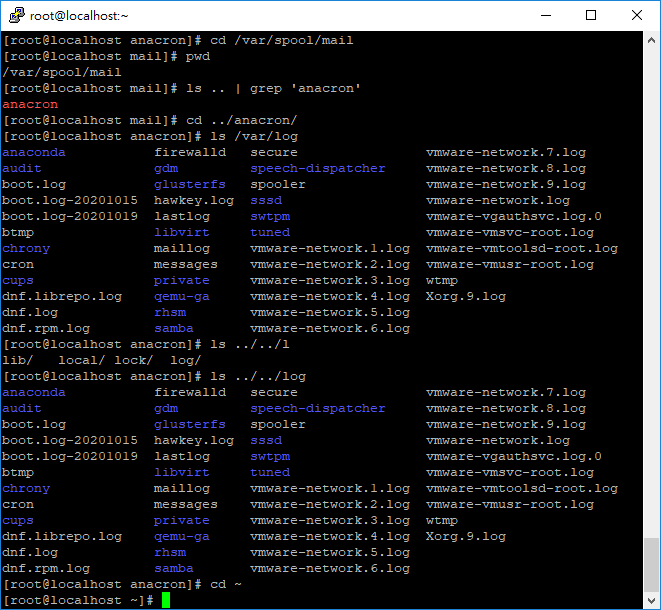 root@localhost:~
[root@localhost anacron]# cd /var/spool/mail
[root@localhost mail]# pwd
/var/spool/mail
[root@localhost mail]# ls .. | grep 'anacron'
anacron
[root@localhost mail]# cd ../anacron/
[root@localhost anacron]# ls /var/log
anaconda           firewalld   secure                vmware-network.7.log
audit              gdm         speech-dispatcher     vmware-network.8.log
boot.log           glusterfs   spooler               vmware-network.9.log
boot.log-20201015  hawkey.log  sssd                  vmware-network.log
boot.log-20201019  lastlog     swtpm                 vmware-vgauthsvc.log.0
btmp               libvirt     tuned                 vmware-vmsvc-root.log
chrony             maillog     vmware-network.1.log  vmware-vmtoolsd-root.log
cron               messages    vmware-network.2.log  vmware-vmusr-root.log
cups               private     vmware-network.3.log  wtmp
dnf.librepo.log    qemu-ga     vmware-network.4.log  Xorg.9.log
dnf.log            rhsm        vmware-network.5.log
dnf.rpm.log        samba       vmware-network.6.log
[root@localhost anacron]# ls ../../l
lib/   local/ lock/  log/
[root@localhost anacron]# ls ../../log
anaconda           firewalld   secure                vmware-network.7.log
audit              gdm         speech-dispatcher     vmware-network.8.log
boot.log           glusterfs   spooler               vmware-network.9.log
boot.log-20201015  hawkey.log  sssd                  vmware-network.log
boot.log-20201019  lastlog     swtpm                 vmware-vgauthsvc.log.0
btmp               libvirt     tuned                 vmware-vmsvc-root.log
chrony             maillog     vmware-network.1.log  vmware-vmtoolsd-root.log
cron               messages    vmware-network.2.log  vmware-vmusr-root.log
cups               private     vmware-network.3.log  wtmp
dnf.librepo.log    qemu-ga     vmware-network.4.log  Xorg.9.log
dnf.log            rhsm        vmware-network.5.log
dnf.rpm.log        samba       vmware-network.6.log
[root@localhost anacron]# cd ~
[root@localhost ~]#